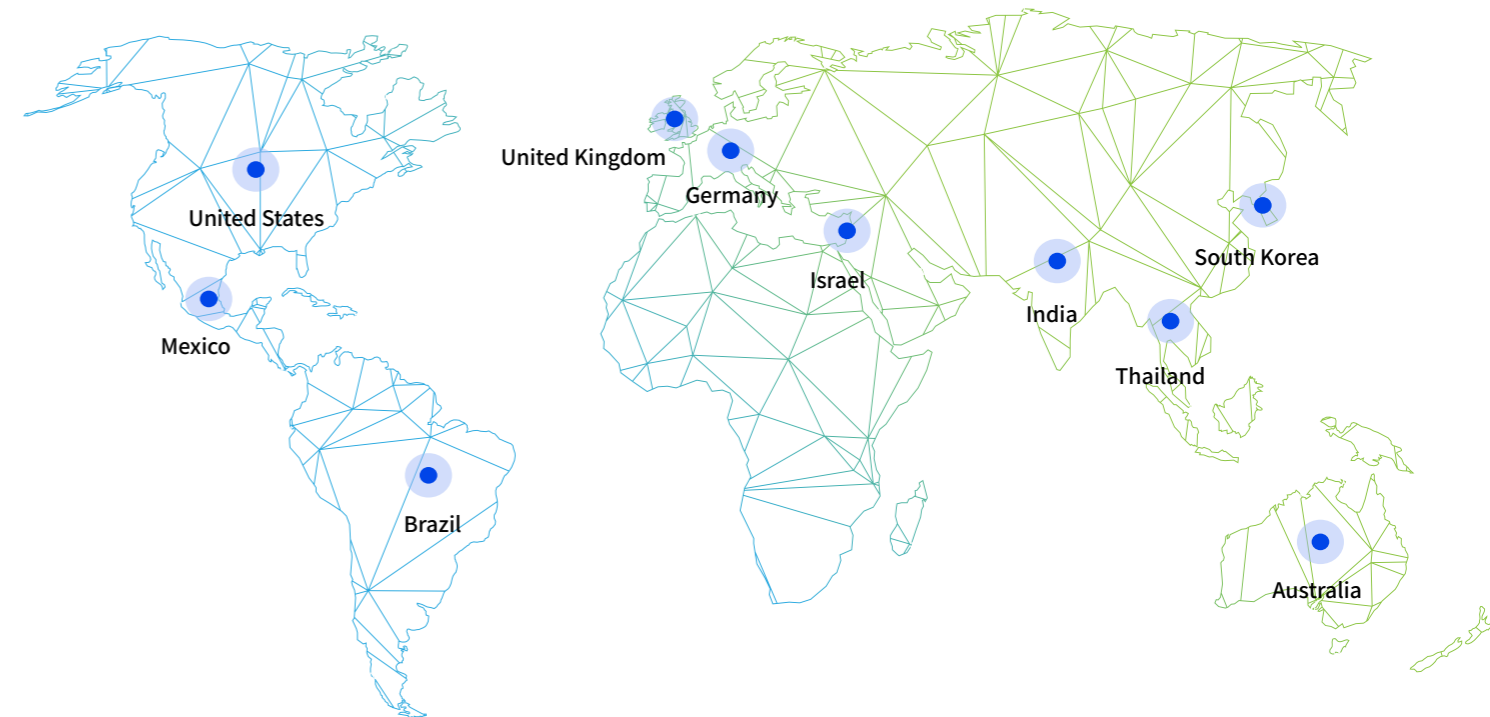 United Kingdom
Germany
United States
South Korea
Israel
India
Mexico
Thailand
Brazil
Australia